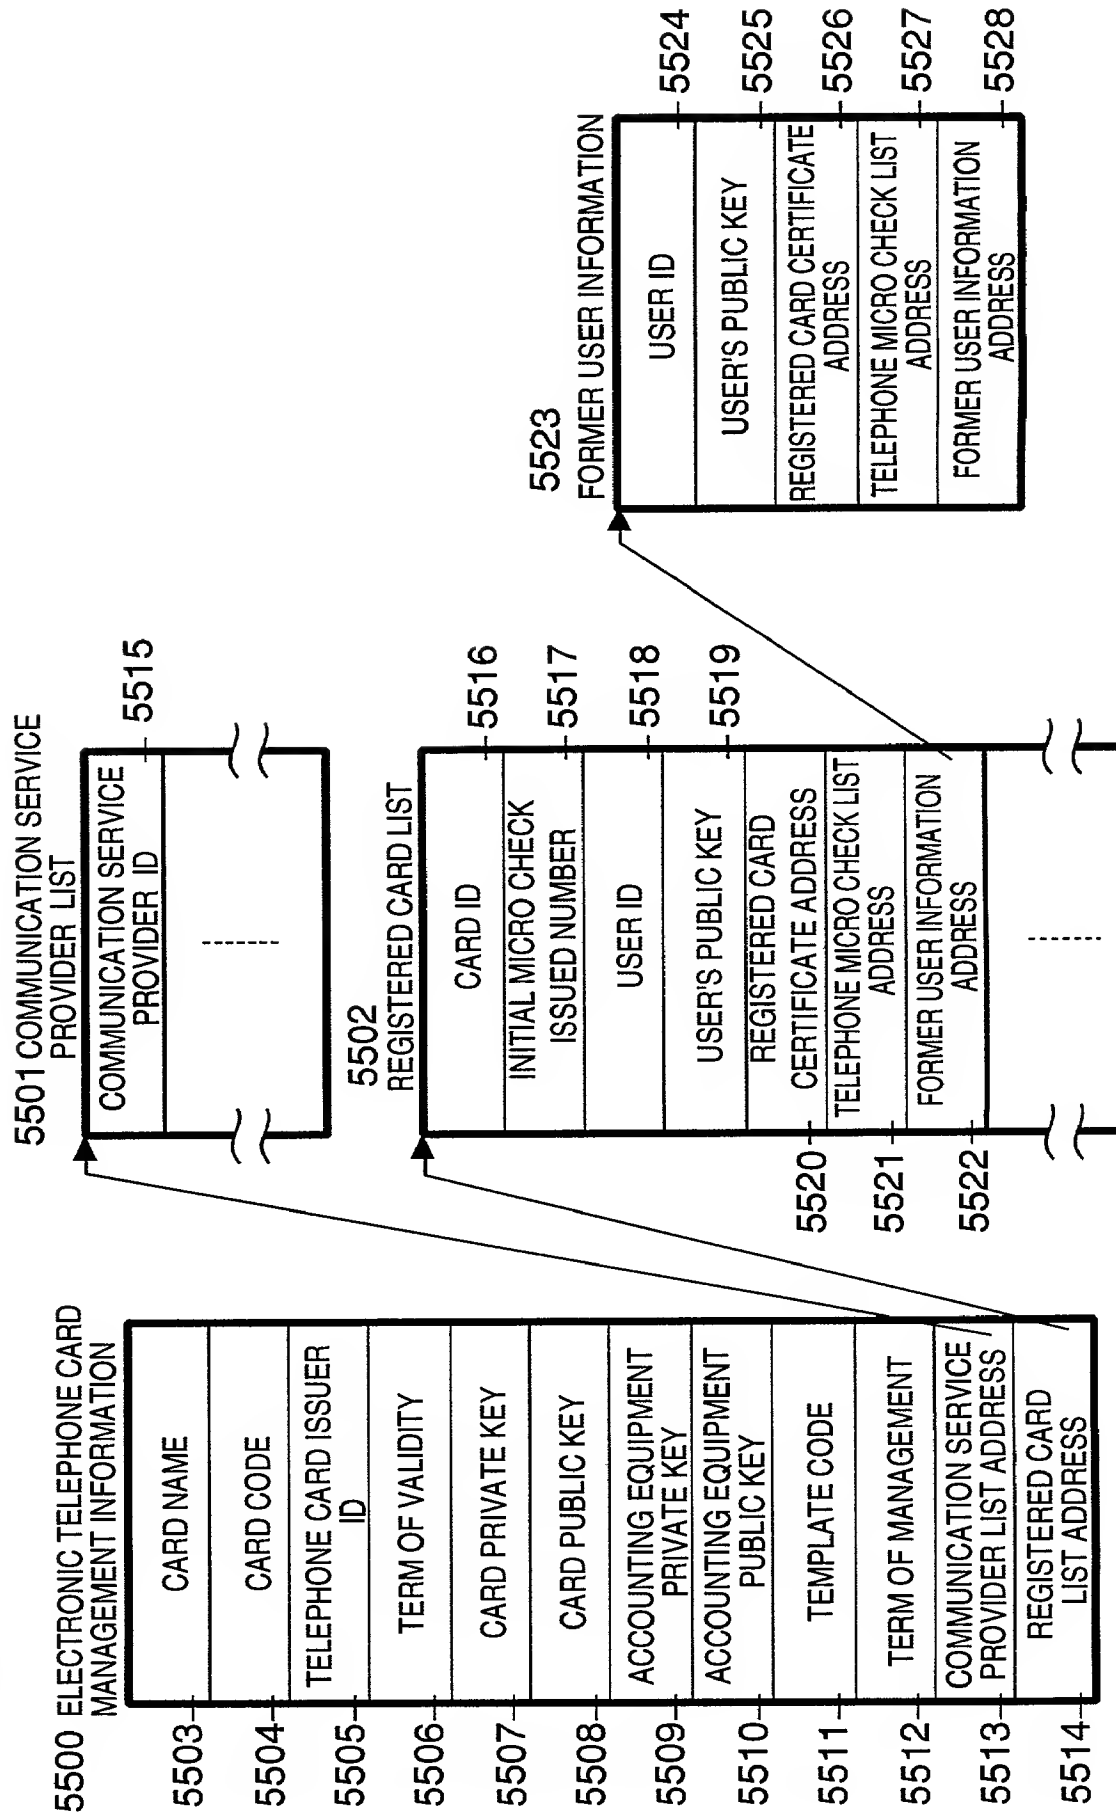 5500 ELECTRONIC TELEPHONE CARD
MANAGEMENT INFORMATION
5503
CARD NAME
5504
CARD CODE
5505
TELEPHONE CARD ISSUER
ID
5506
TERM OF VALIDITY
5507
CARD PRIVATE KEY
5508
CARD PUBLIC KEY
5509
ACCOUNTING EQUIPMENT
PRIVATE KEY
5510
ACCOUNTING EQUIPMENT
PUBLIC KEY
5511
TEMPLATE CODE
5512
TERM OF MANAGEMENT
5513
COMMUNICATION SERVICE
PROVIDER LIST ADDRESS
5514
REGISTERED CARD
LIST ADDRESS
5501 COMMUNICATION SERVICE
PROVIDER LIST
COMMUNICATION SERVICE
PROVIDER ID
5515
5502
REGISTERED CARD LIST
CARD ID
5516
INITIAL MICRO CHECK
ISSUED NUMBER
5517
USER ID
5518
USER'S PUBLIC KEY
5519
REGISTERED CARD
CERTIFICATE ADDRESS
5520
TELEPHONE MICRO CHECK LIST
ADDRESS
5521
FORMER USER INFORMATION
ADDRESS
5522
5523
FORMER USER INFORMATION
USER ID
5524
USER'S PUBLIC KEY
5525
REGISTERED CARD CERTIFICATE
ADDRESS
5526
TELEPHONE MICRO CHECK LIST
ADDRESS
5527
FORMER USER INFORMATION
ADDRESS
5528